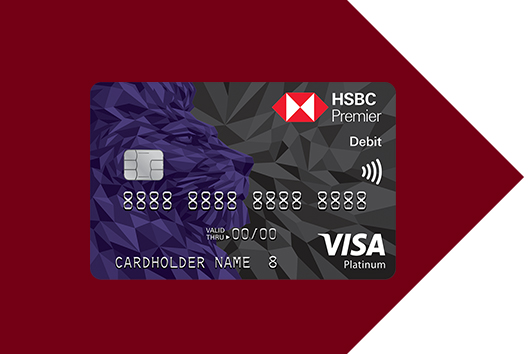 HSBC
Premier
Debit
8888 8888 8888 8888
VALID
THRU 00/00
VISA
CARDHOLDER NAME 8
Platinum